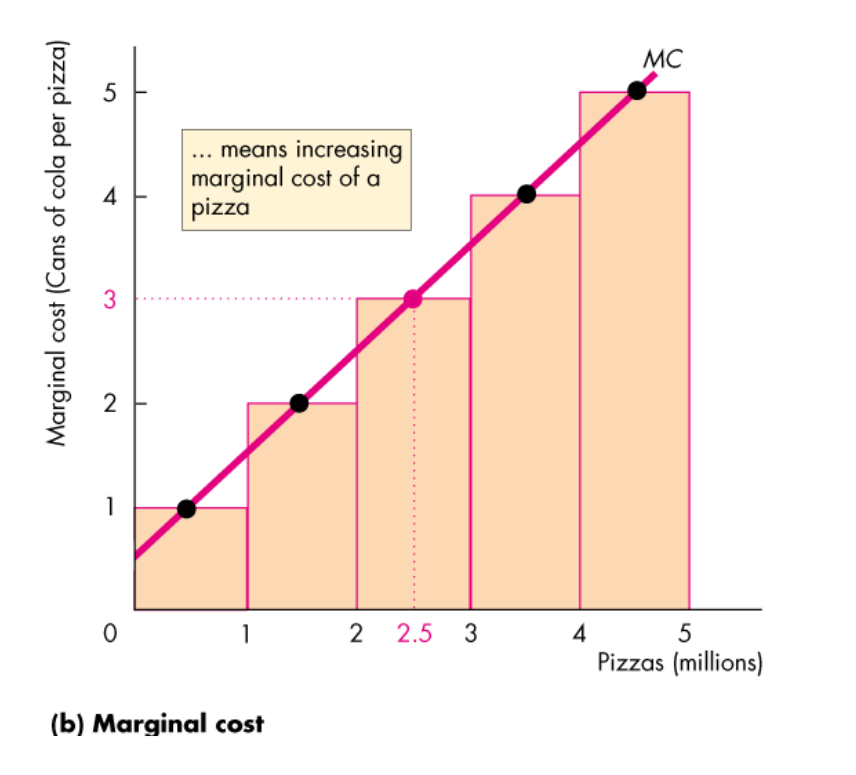 Marginal cost (Cans of cola per pizza)
MC
5
... means increasing
marginal cost of a
pizza
4
3
2
1
0 1 2 2.5 3 4 5
Pizzas (millions)
(b) Marginal cost